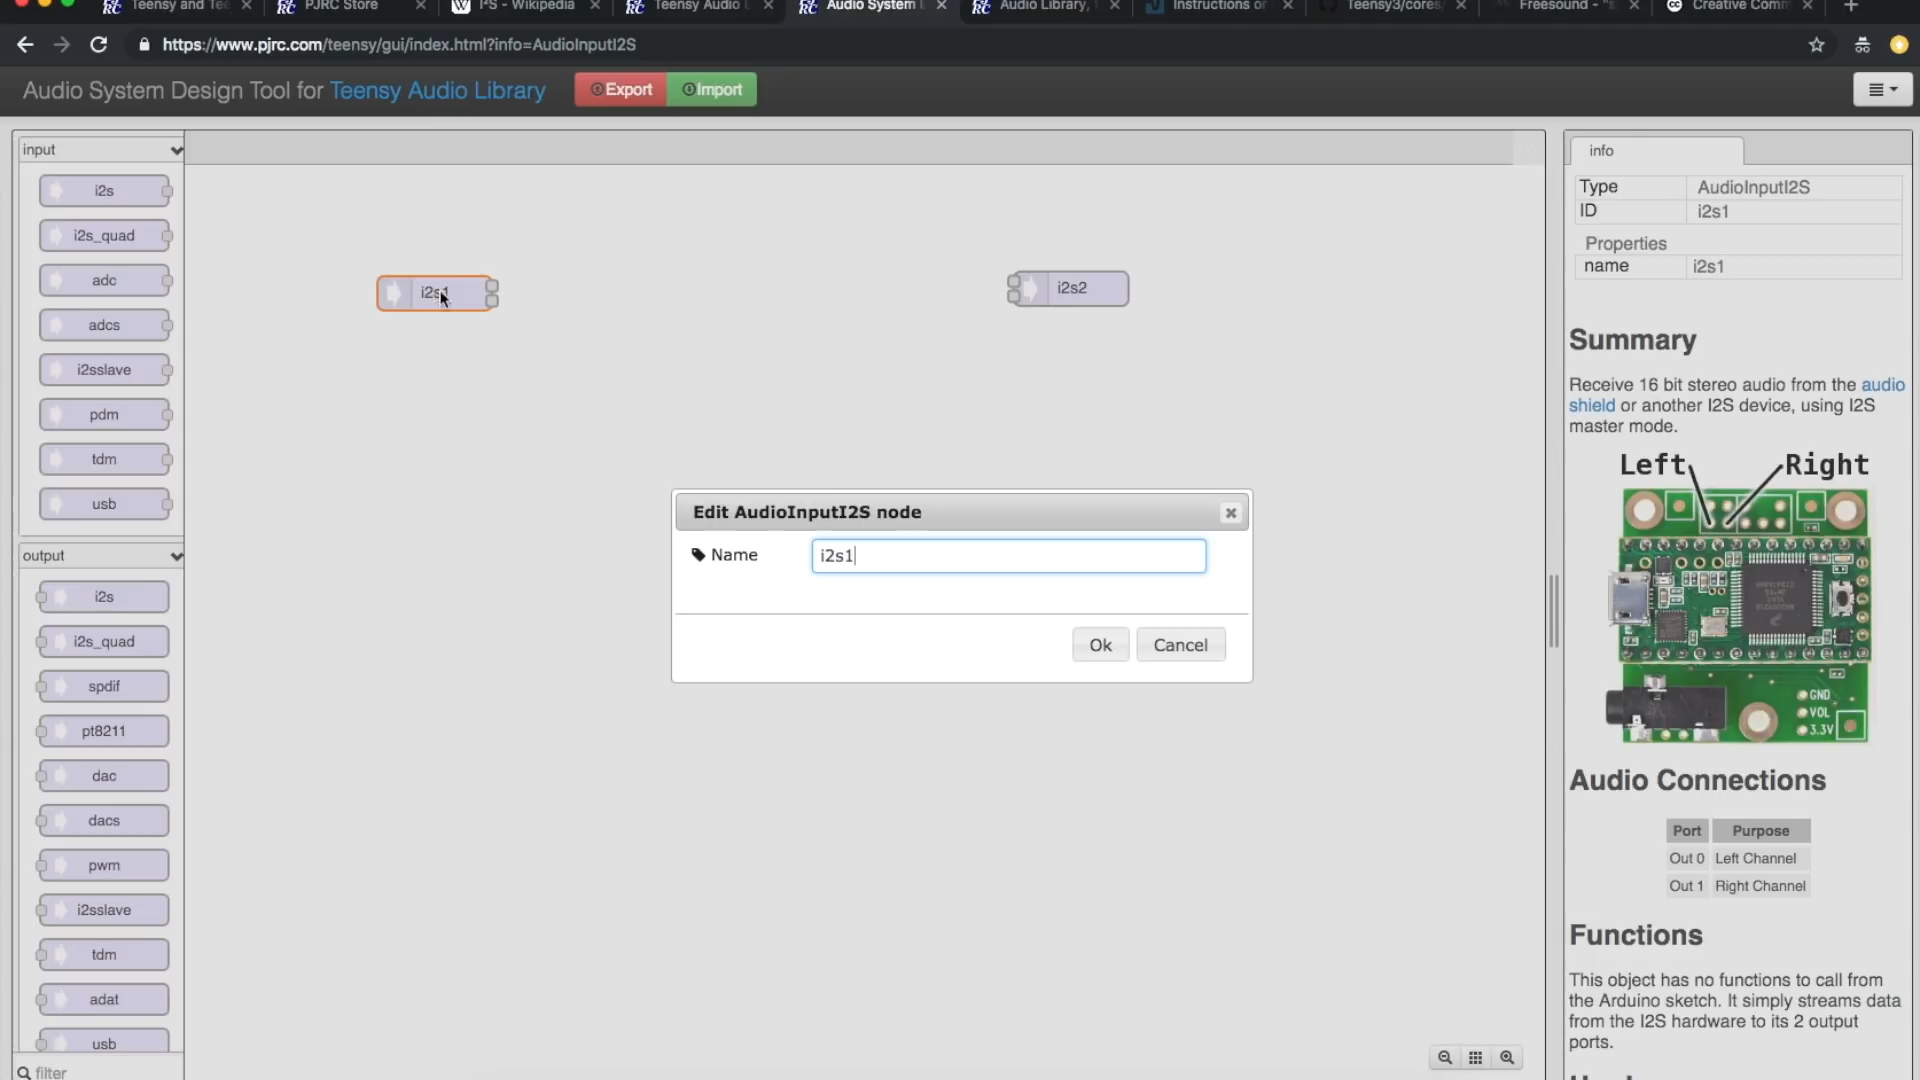 Teensy and Tee
PJRC Store
I²S - Wikipedia
Teensy Audio L
Audio System
Audio Library,
Instructions or
Teensy3/cores/
Freesound - "s
Creative Comm
https://www.pjrc.com/teensy/gui/index.html?info=AudioInputI2S
Audio System Design Tool for Teensy Audio Library
Export
Import
input
i2s
i2s_quad
adc
adcs
i2sslave
pdm
tdm
usb
output
i2s
i2s_quad
spdif
pt8211
dac
dacs
pwm
i2sslave
tdm
adat
usb
filter
i2s1
i2s2
Edit AudioInputI2S node
Name
i2s1
Ok
Cancel
info
Type AudioInputI2S
ID i2s1
Properties
name i2s1
Summary
Receive 16 bit stereo audio from the audio
shield or another I2S device, using I2S
master mode.
Left
Right
GND
VOL
3.3V
Audio Connections
Port Purpose
Out 0 Left Channel
Out 1 Right Channel
Functions
This object has no functions to call from
the Arduino sketch. It simply streams data
from the I2S hardware to its 2 output
ports.